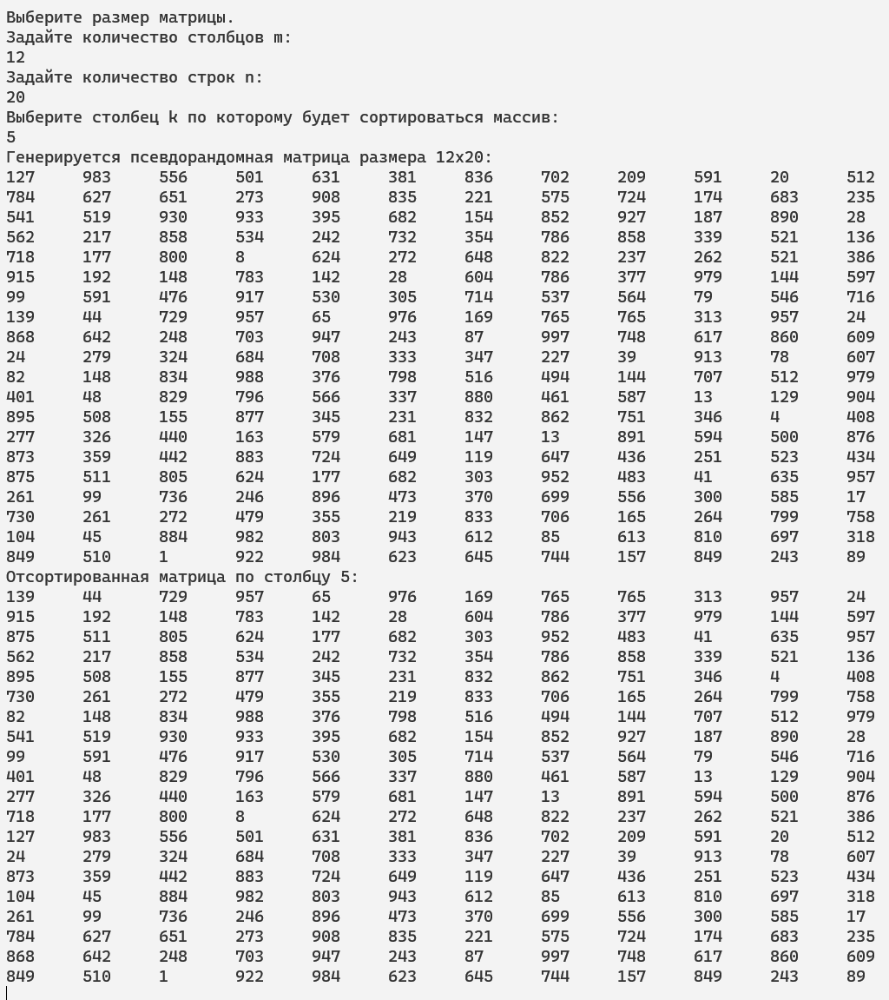 Выберите размер матрицы.
Задайте количество столбцов m:
12
Задайте количество строк n:
20
Выберите столбец k по которому будет сортироваться массив:
5
Генерируется псевдорандомная матрица размера 12x20:
127 983 556 501 631 381 836 702 209 591 20 512
784 627 651 273 908 835 221 575 724 174 683 235
541 519 930 933 395 682 154 852 927 187 890 28
562 217 858 534 242 732 354 786 858 339 521 136
718 177 800 8 624 272 648 822 237 262 521 386
915 192 148 783 142 28 604 786 377 979 144 597
99 591 476 917 530 305 714 537 564 79 546 716
139 44 729 957 65 976 169 765 765 313 957 24
868 642 248 703 947 243 87 997 748 617 860 609
24 279 324 684 708 333 347 227 39 913 78 607
82 148 834 988 376 798 516 494 144 707 512 979
401 48 829 796 566 337 880 461 587 13 129 904
895 508 155 877 345 231 832 862 751 346 4 408
277 326 440 163 579 681 147 13 891 594 500 876
873 359 442 883 724 649 119 647 436 251 523 434
875 511 805 624 177 682 303 952 483 41 635 957
261 99 736 246 896 473 370 699 556 300 585 17
730 261 272 479 355 219 833 706 165 264 799 758
104 45 884 982 803 943 612 85 613 810 697 318
849 510 1 922 984 623 645 744 157 849 243 89
Отсортированная матрица по столбцу 5:
139 44 729 957 65 976 169 765 765 313 957 24
915 192 148 783 142 28 604 786 377 979 144 597
875 511 805 624 177 682 303 952 483 41 635 957
562 217 858 534 242 732 354 786 858 339 521 136
895 508 155 877 345 231 832 862 751 346 4 408
730 261 272 479 355 219 833 706 165 264 799 758
82 148 834 988 376 798 516 494 144 707 512 979
541 519 930 933 395 682 154 852 927 187 890 28
99 591 476 917 530 305 714 537 564 79 546 716
401 48 829 796 566 337 880 461 587 13 129 904
277 326 440 163 579 681 147 13 891 594 500 876
718 177 800 8 624 272 648 822 237 262 521 386
127 983 556 501 631 381 836 702 209 591 20 512
24 279 324 684 708 333 347 227 39 913 78 607
873 359 442 883 724 649 119 647 436 251 523 434
104 45 884 982 803 943 612 85 613 810 697 318
261 99 736 246 896 473 370 699 556 300 585 17
784 627 651 273 908 835 221 575 724 174 683 235
868 642 248 703 947 243 87 997 748 617 860 609
849 510 1 922 984 623 645 744 157 849 243 89